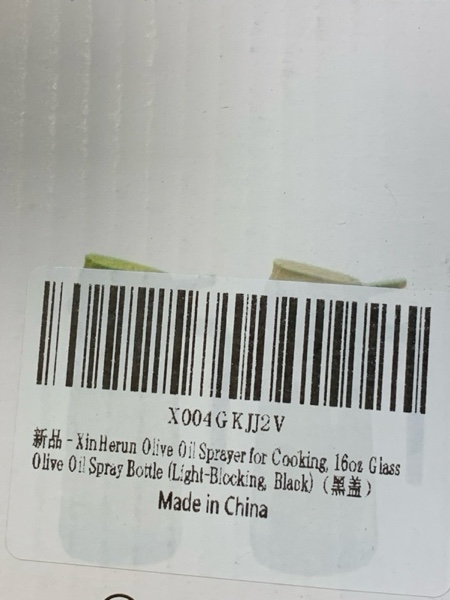 X004GKJJ2V
新品 - XinHerun Olive Oil Sprayer for Cooking, 16oz Glass
Olive Oil Spray Bottle (Light-Blocking, Black)（黑盖）
Made in China